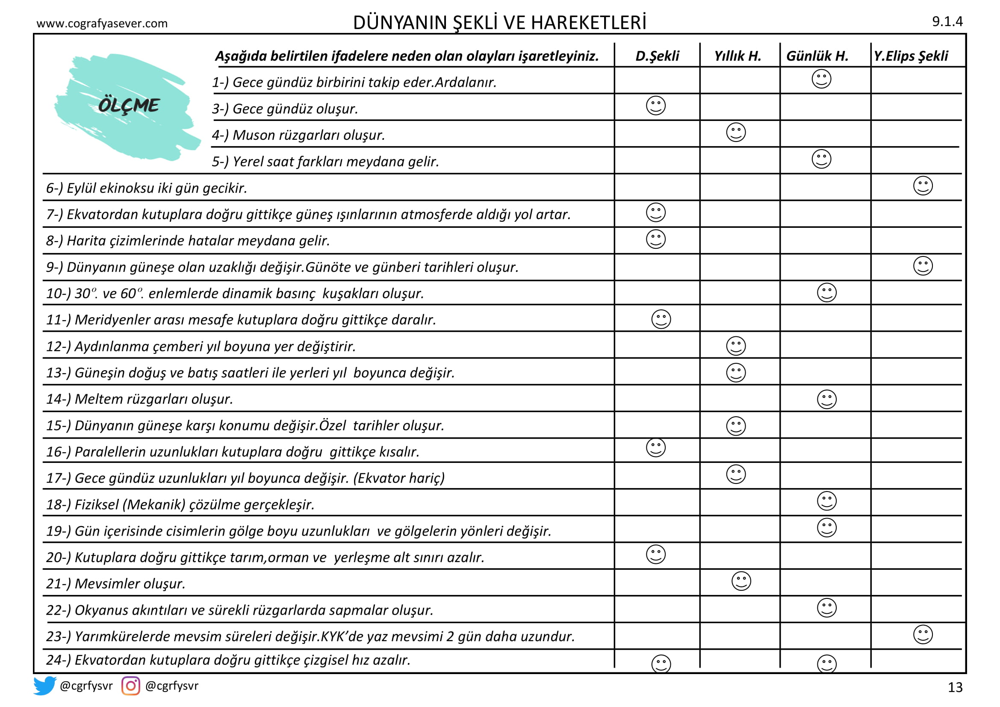 www.cografyasever.com
DÜNYANIN ŞEKLİ VE HAREKETLERİ
9.1.4
ÖLÇME
Aşağıda belirtilen ifadelere neden olan olayları işaretleyiniz. D.Şekli Yıllık H. Günlük H. Y.Elips Şekli
1-) Gece gündüz birbirini takip eder.Ardalanır.
3-) Gece gündüz oluşur.
4-) Muson rüzgarları oluşur.
5-) Yerel saat farkları meydana gelir.
6-) Eylül ekinoksu iki gün gecikir.
7-) Ekvatordan kutuplara doğru gittikçe güneş ışınlarının atmosferde aldığı yol artar.
8-) Harita çizimlerinde hatalar meydana gelir.
9-) Dünyanın güneşe olan uzaklığı değişir.Günöte ve günberi tarihleri oluşur.
10-) 30º. ve 60º. enlemlerde dinamik basınç kuşakları oluşur.
11-) Meridyenler arası mesafe kutuplara doğru gittikçe daralır.
12-) Aydınlanma çemberi yıl boyuna yer değiştirir.
13-) Güneşin doğuş ve batış saatleri ile yerleri yıl boyunca değişir.
14-) Meltem rüzgarları oluşur.
15-) Dünyanın güneşe karşı konumu değişir.Özel tarihler oluşur.
16-) Paralellerin uzunlukları kutuplara doğru gittikçe kısalır.
17-) Gece gündüz uzunlukları yıl boyunca değişir. (Ekvator hariç)
18-) Fiziksel (Mekanik) çözülme gerçekleşir.
19-) Gün içerisinde cisimlerin gölge boyu uzunlukları ve gölgelerin yönleri değişir.
20-) Kutuplara doğru gittikçe tarım,orman ve yerleşme alt sınırı azalır.
21-) Mevsimler oluşur.
22-) Okyanus akıntıları ve sürekli rüzgarlarda sapmalar oluşur.
23-) Yarımkürelerde mevsim süreleri değişir.KYK’de yaz mevsimi 2 gün daha uzundur.
24-) Ekvatordan kutuplara doğru gittikçe çizgisel hız azalır.
@cgrfysvr @cgrfysvr
13